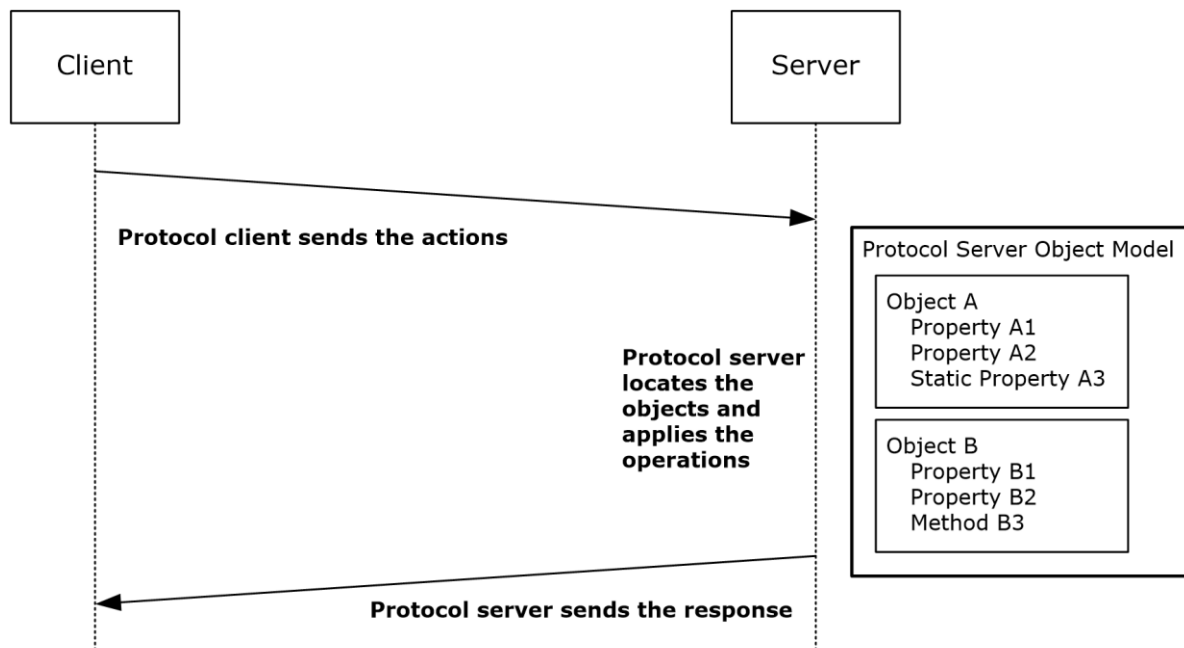 Client
Server
Protocol client sends the actions
Protocol Server Object Model
Object A
Property A1
Property A2
Static Property A3
Protocol server
locates the
objects and
applies the
operations
Object B
Property B1
Property B2
Method B3
Protocol server sends the response